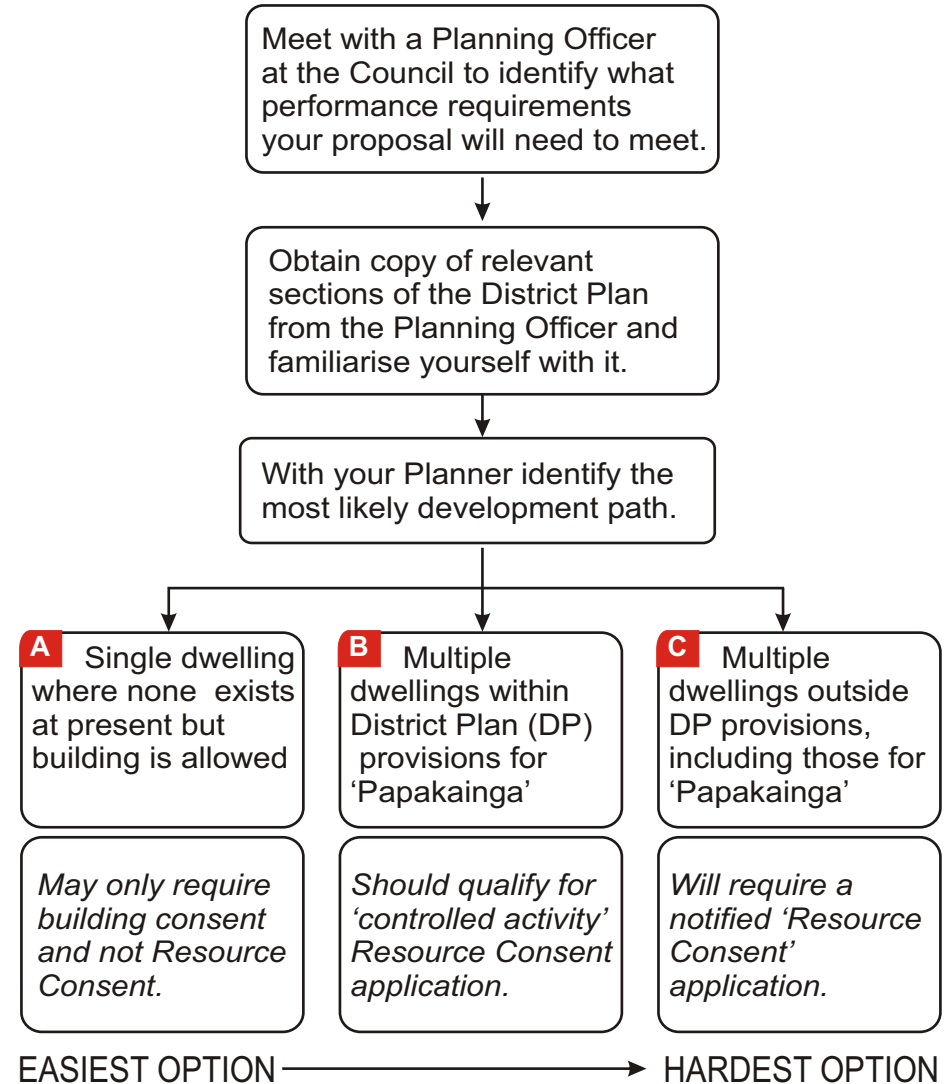 Meet with a Planning Officer
at the Council to identify what
performance requirements
your proposal will need to meet.
Obtain copy of relevant
sections of the District Plan
from the Planning Officer and
familiarise yourself with it.
With your Planner identify the
most likely development path.
A Single dwelling
where none exists
at present but
building is allowed
B Multiple
dwellings within
District Plan (DP)
provisions for
‘Papakainga’
C Multiple
dwellings outside
DP provisions,
including those for
‘Papakainga’
May only require
building consent
and not Resource
Consent.
Should qualify for
‘controlled activity’
Resource Consent
application.
Will require a
notified ‘Resource
Consent’
application.
EASIEST OPTION HARDEST OPTION